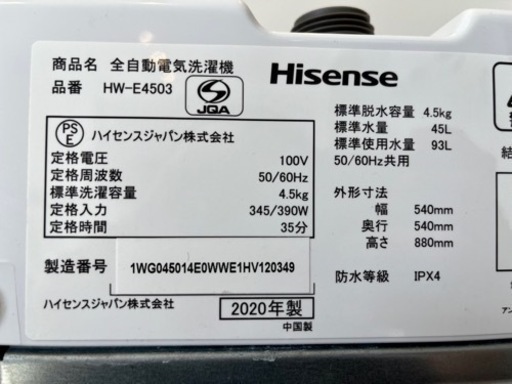 商品名 全自動電気洗濯機
品番 HW-E4503
JQA
Hisense
PS
E
ハイセンスジャパン株式会社
定格電圧 100V
定格周波数 50/60Hz
標準洗濯容量 4.5kg
定格入力 345/390W
定格時間 35分
標準脱水容量 4.5kg
標準水量 45L
標準使用水量 93L
50/60Hz共用
外形寸法
幅 540mm
奥行 540mm
高さ 880mm
防水等級 IPX4
製造番号 1WG045014E0WWE1HV120349
ハイセンスジャパン株式会社
2020年製
中国製
結
アン